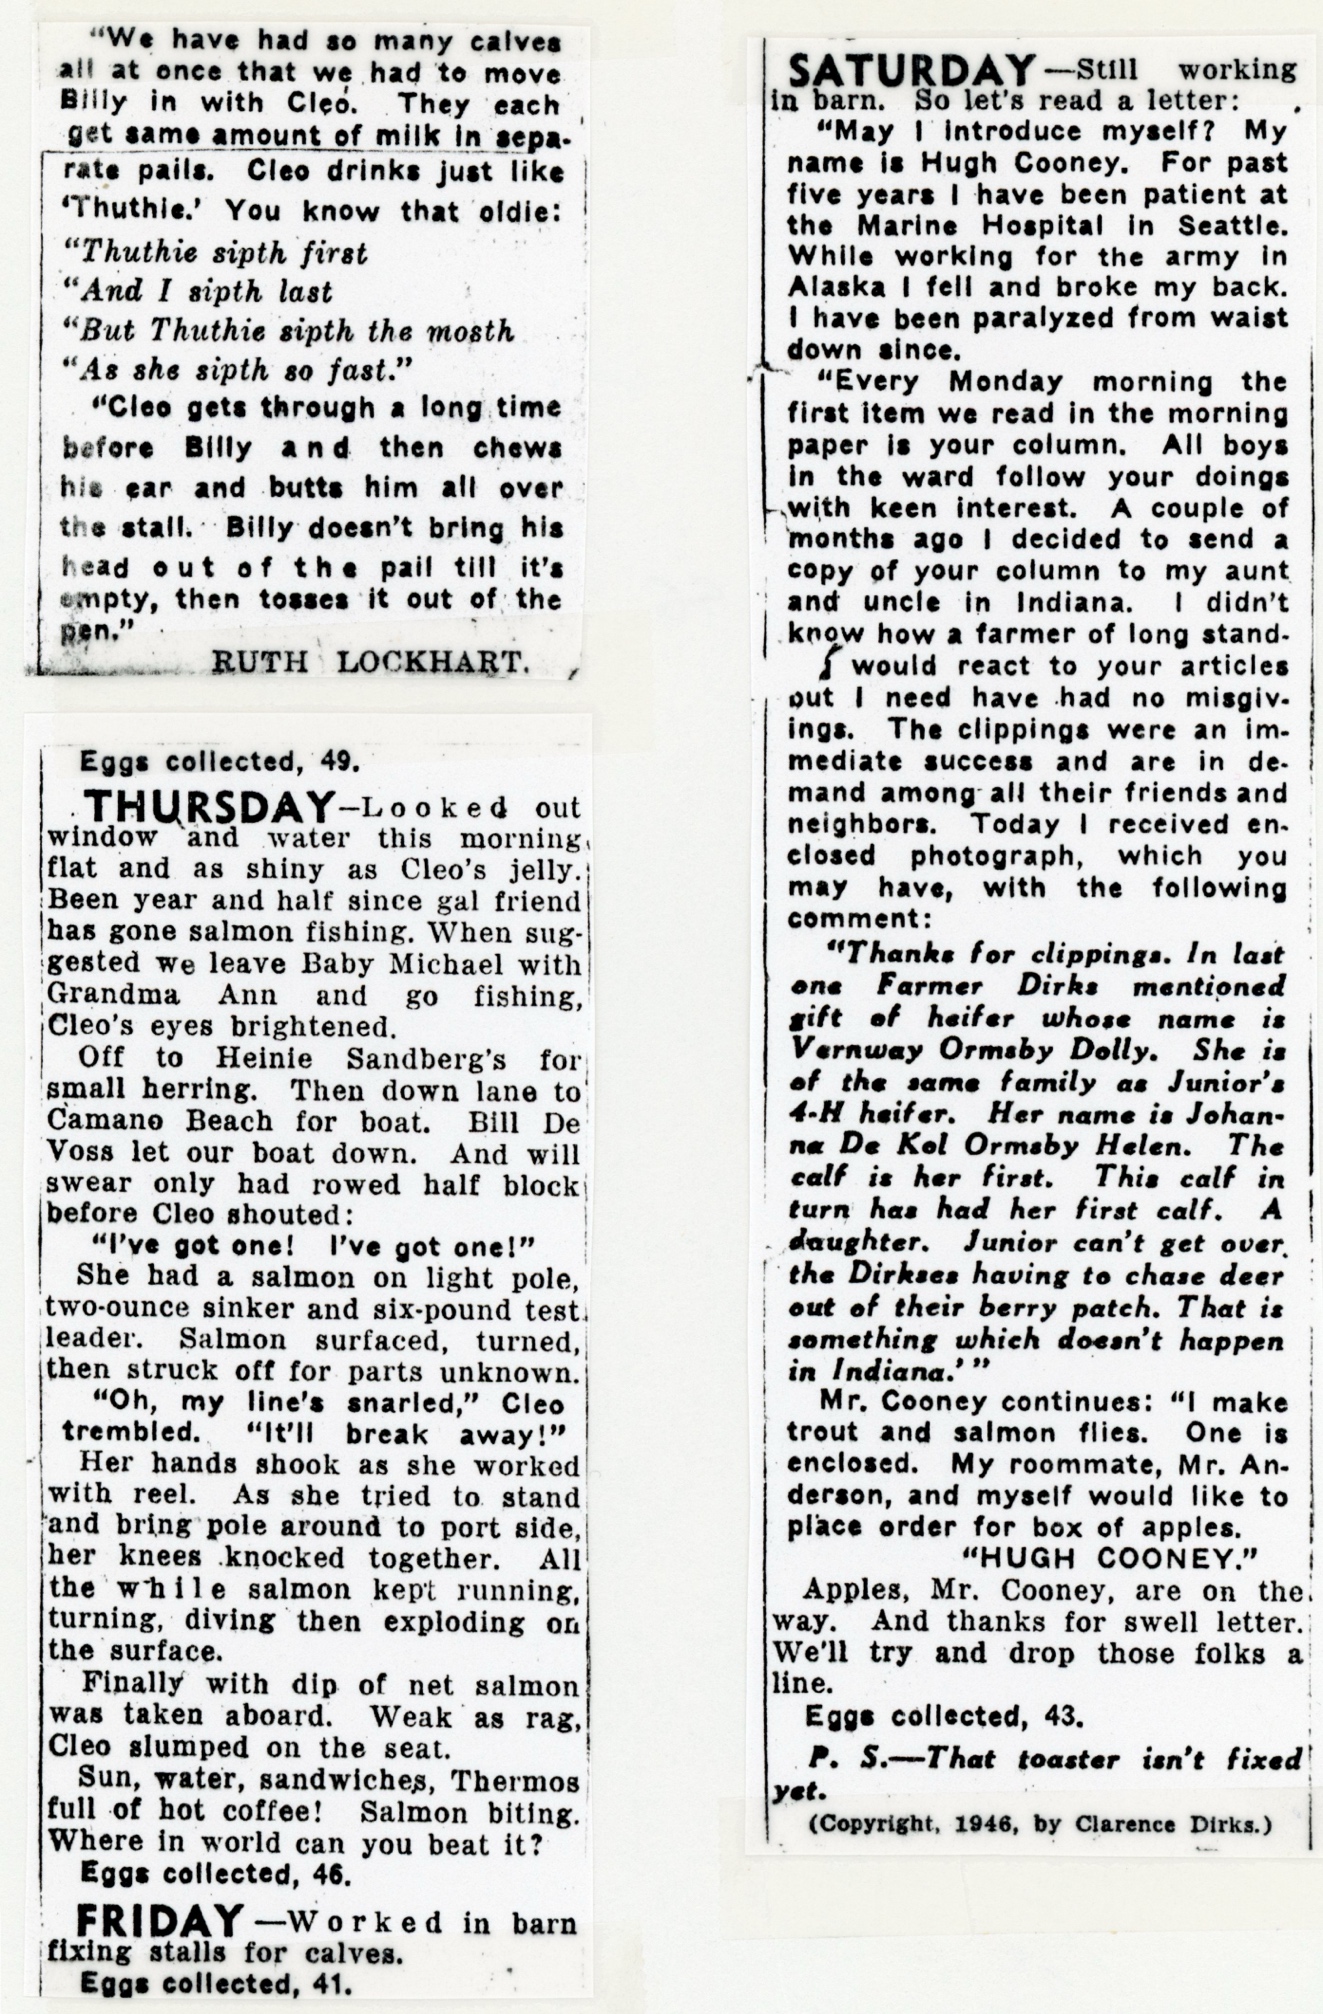 "We have had so many calves
all at once that we had to move
Billy in with Cleo. They each
get same amount of milk in sepa-
rate pails. Cleo drinks just like
'Thuthie.' You know that oldie:
"Thuthie sipth first
"And I sipth last
"But Thuthie sipth the mosth
"As she sipth so fast."
"Cleo gets through a long time
before Billy and then chews
his ear and butts him all over
the stall. Billy doesn't bring his
head out of the pail till it's
empty, then tosses it out of the
pen."
RUTH LOCKHART.
Eggs collected, 49.
THURSDAY—Looked out
window and water this morning
flat and as shiny as Cleo's jelly.
Been year and half since gal friend
has gone salmon fishing. When sug-
gested we leave Baby Michael with
Grandma Ann and go fishing,
Cleo's eyes brightened.
Off to Heinie Sandberg's for
small herring. Then down lane to
Camano Beach for boat. Bill De
Voss let our boat down. And will
swear only had rowed half block
before Cleo shouted:
"I've got one! I've got one!"
She had a salmon on light pole,
two-ounce sinker and six-pound test
leader. Salmon surfaced, turned,
then struck off for parts unknown.
"Oh, my line's snarled," Cleo
trembled. "It'll break away!"
Her hands shook as she worked
with reel. As she tried to stand
and bring pole around to port side,
her knees knocked together. All
the while salmon kept running,
turning, diving then exploding on
the surface.
Finally with dip of net salmon
was taken aboard. Weak as rag,
Cleo slumped on the seat.
Sun, water, sandwiches, Thermos
full of hot coffee! Salmon biting.
Where in world can you beat it?
Eggs collected, 46.
FRIDAY—Worked in barn
fixing stalls for calves.
Eggs collected, 41.
SATURDAY—Still working
in barn. So let's read a letter:
"May I introduce myself? My
name is Hugh Cooney. For past
five years I have been patient at
the Marine Hospital in Seattle.
While working for the army in
Alaska I fell and broke my back.
I have been paralyzed from waist
down since.
"Every Monday morning the
first item we read in the morning
paper is your column. All boys
in the ward follow your doings
with keen interest. A couple of
months ago I decided to send a
copy of your column to my aunt
and uncle in Indiana. I didn't
know how a farmer of long stand-
would react to your articles
but I need have had no misgiv-
ings. The clippings were an im-
mediate success and are in de-
mand among all their friends and
neighbors. Today I received en-
closed photograph, which you
may have, with the following
comment:
"Thanks for clippings. In last
one Farmer Dirks mentioned
gift of heifer whose name is
Vernway Ormsby Dolly. She is
of the same family as Junior's
4-H heifer. Her name is Johan-
na De Kol Ormsby Helen. The
calf is her first. This calf in
turn has had her first calf. A
daughter. Junior can't get over
the Dirkses having to chase deer
out of their berry patch. That is
something which doesn't happen
in Indiana.' "
Mr. Cooney continues: "I make
trout and salmon flies. One is
enclosed. My roommate, Mr. An-
derson, and myself would like to
place order for box of apples.
"HUGH COONEY."
Apples, Mr. Cooney, are on the
way. And thanks for swell letter.
We'll try and drop those folks a
line.
Eggs collected, 43.
P. S.—That toaster isn't fixed
yet.
(Copyright, 1946, by Clarence Dirks.)